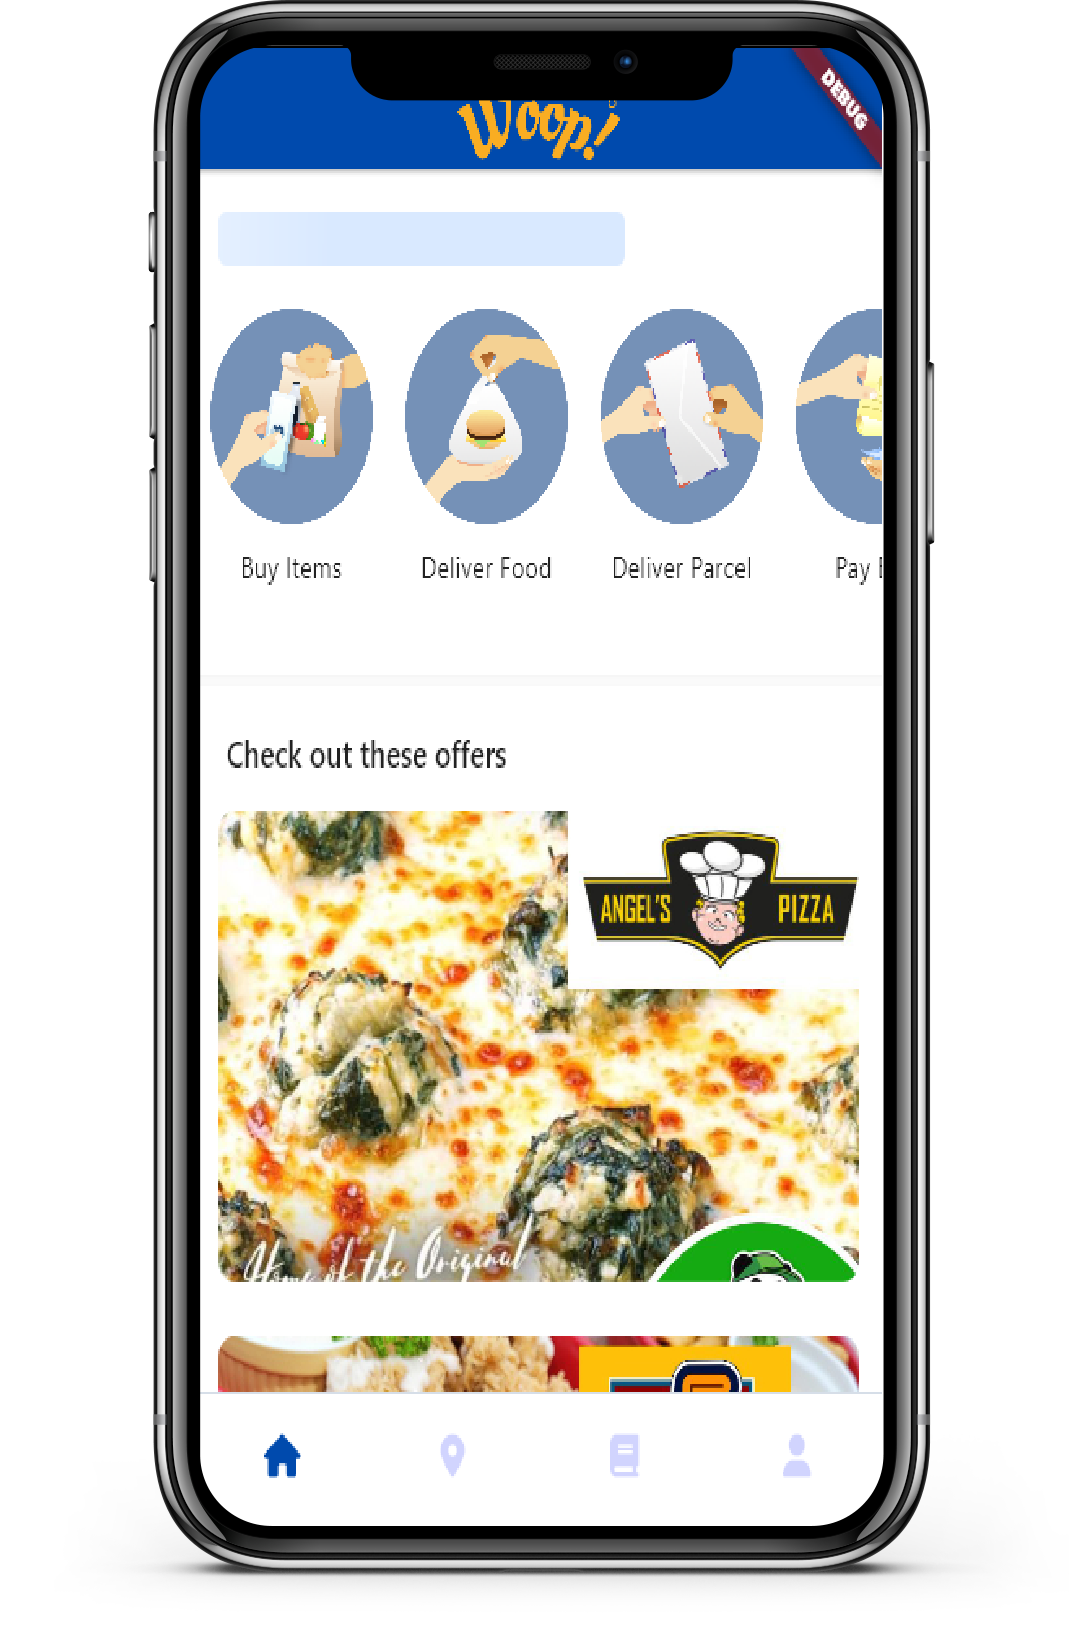 Woop!
DEBUG
Buy Items
Deliver Food
Deliver Parcel
Pay
Check out these offers
ANGEL'S PIZZA
Home of the Original